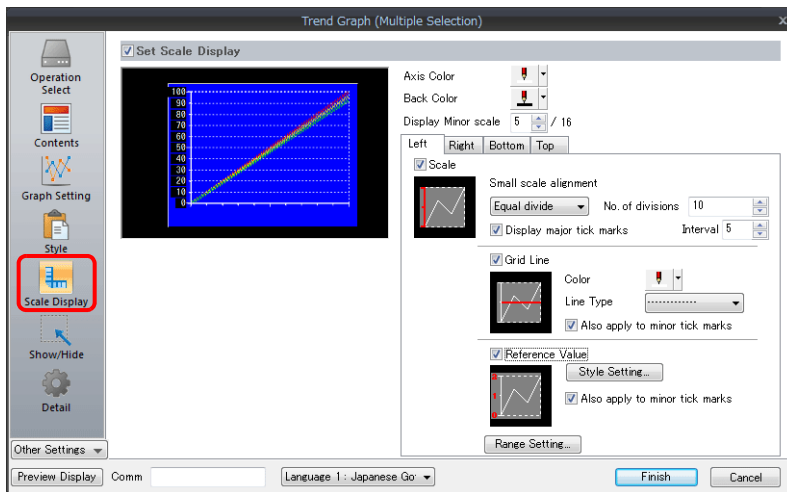 Trend Graph (Multiple Selection)
x
Operation
Select
Contents
Graph Setting
Style
Scale Display
Show/Hide
Detail
Other Settings
Set Scale Display
100
90
80
70
60
50
40
30
20
10
0
Axis Color
Back Color
Display Minor scale 5 / 16
Left Right Bottom Top
Scale
Small scale alignment
Equal divide No. of divisions 10
Display major tick marks Interval 5
Grid Line
Color
Line Type
Also apply to minor tick marks
Reference Value
2
1
0
Style Setting...
Also apply to minor tick marks
Range Setting...
Preview Display Comm Language 1 : Japanese Go Finish Cancel